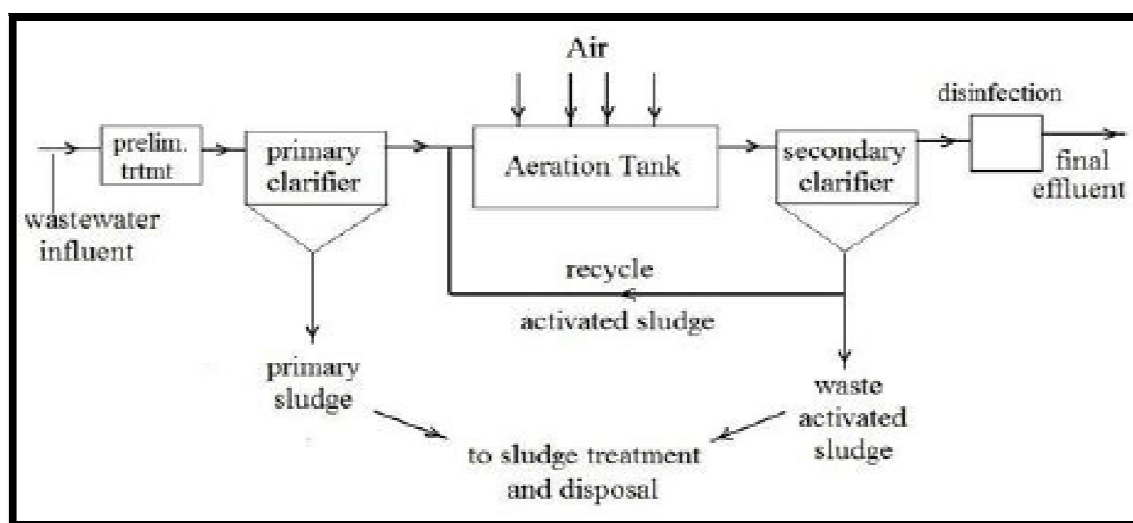 Air
disinfection
prelim.
trtmt
primary
clarifier
Aeration Tank
secondary
clarifier
final
effluent
wastewater
influent
recycle
activated sludge
primary
sludge
waste
activated
sludge
to sludge treatment
and disposal